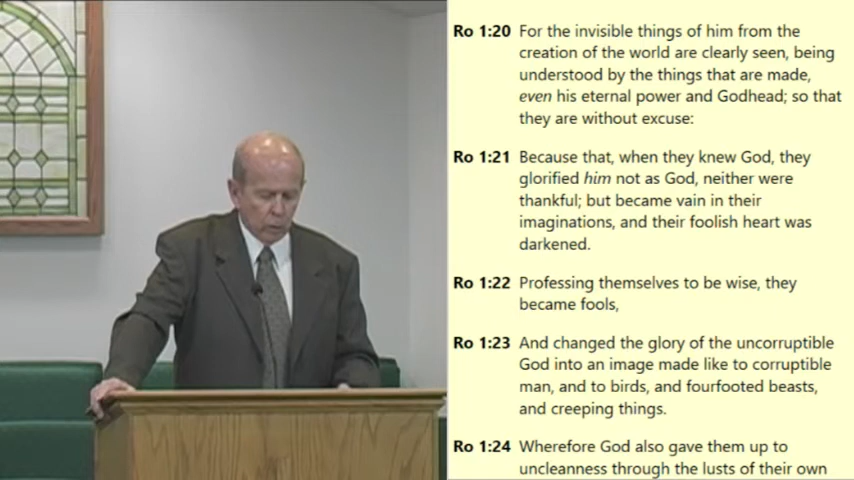 Ro 1:20 For the invisible things of him from the
creation of the world are clearly seen, being
understood by the things that are made,
even his eternal power and Godhead; so that
they are without excuse:
Ro 1:21 Because that, when they knew God, they
glorified him not as God, neither were
thankful; but became vain in their
imaginations, and their foolish heart was
darkened.
Ro 1:22 Professing themselves to be wise, they
became fools,
Ro 1:23 And changed the glory of the uncorruptible
God into an image made like to corruptible
man, and to birds, and fourfooted beasts,
and creeping things.
Ro 1:24 Wherefore God also gave them up to
uncleanness through the lusts of their own